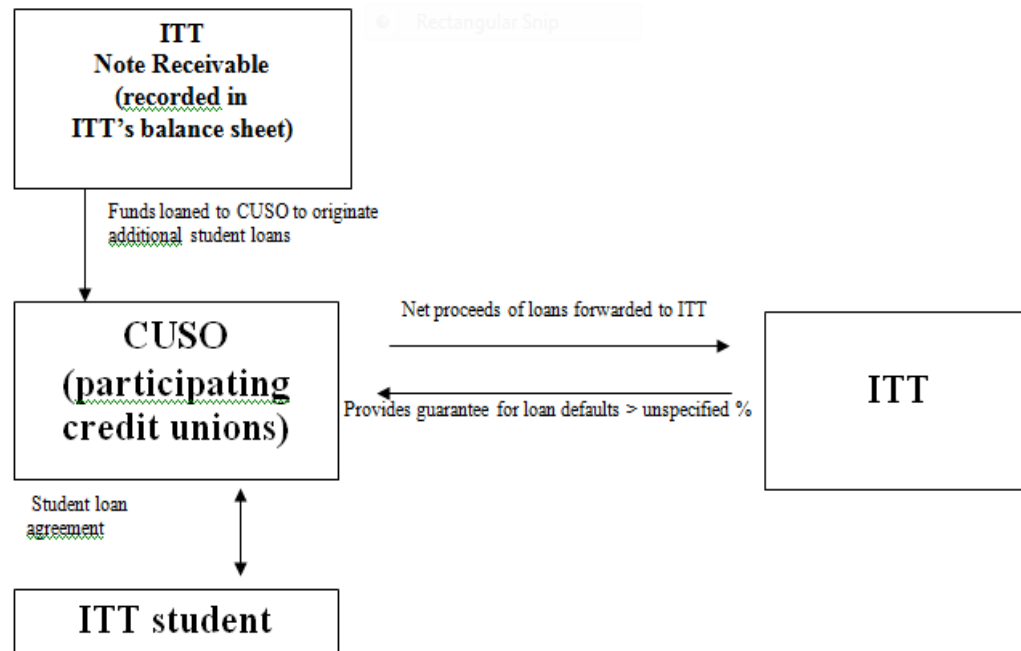 Rectangular Snip
ITT
Note Receivable
(recorded in
ITT's balance sheet)
Funds loaned to CUSO to originate
additional student loans
CUSO
(participating
credit unions)
Net proceeds of loans forwarded to ITT
Provides guarantee for loan defaults > unspecified %
ITT
Student loan
agreement
ITT student